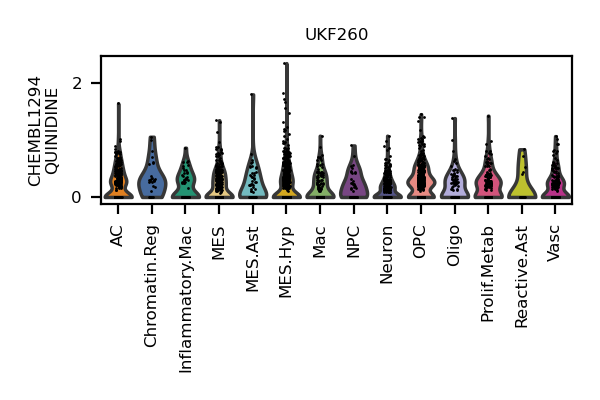 UKF260
CHEMBL1294
QUINIDINE
2
0
AC
Chromatin.Reg
Inflammatory.Mac
MES
MES.Ast
MES.Hyp
Mac
NPC
Neuron
OPC
Oligo
Prolif.Metab
Reactive.Ast
Vasc